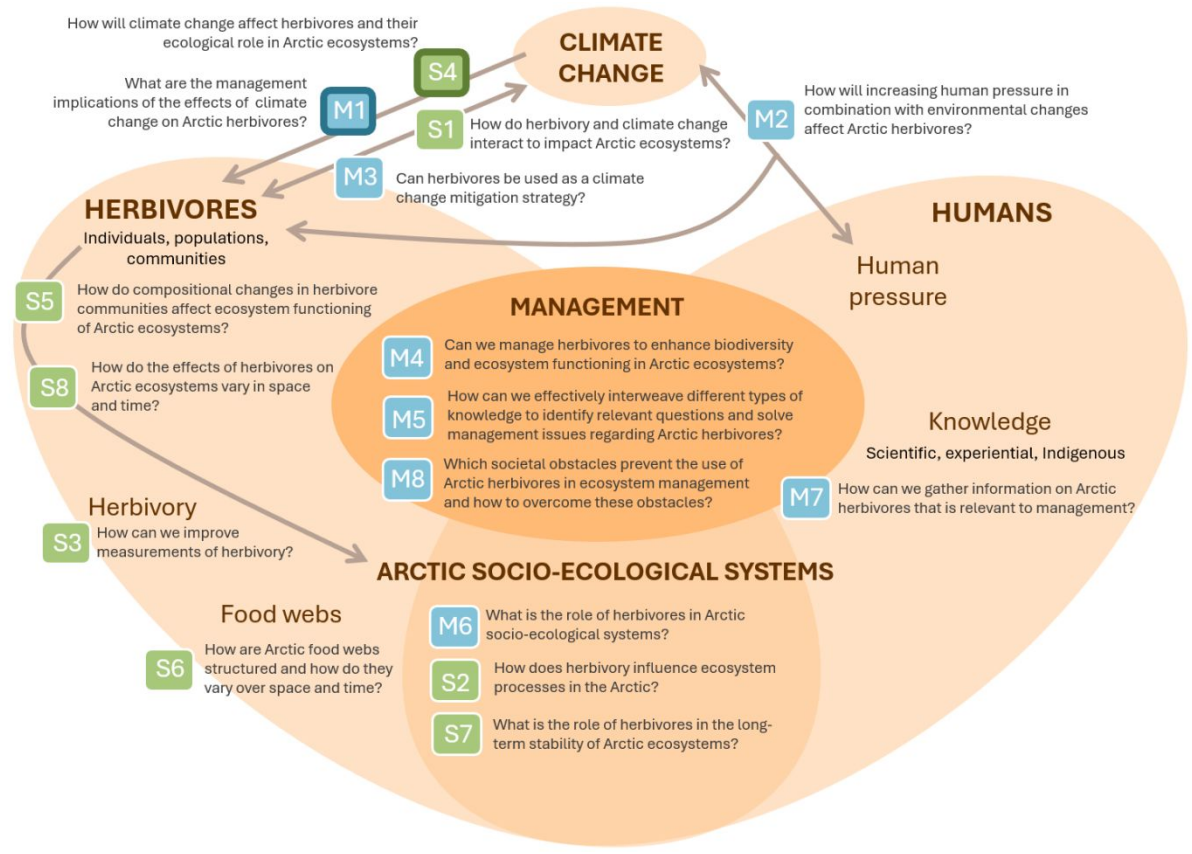 How will climate change affect herbivores and their
ecological role in Arctic ecosystems?
S4
CLIMATE
CHANGE
What are the management
implications of the effects of climate
change on Arctic herbivores?
M1
S1
How do herbivory and climate change
interact to impact Arctic ecosystems?
M2
How will increasing human pressure in
combination with environmental changes
affect Arctic herbivores?
M3
Can herbivores be used as a climate
change mitigation strategy?
HERBIVORES
Individuals, populations,
communities
HUMANS
Human
pressure
S5
How do compositional changes in herbivore
communities affect ecosystem functioning
of Arctic ecosystems?
S8
How do the effects of herbivores on
Arctic ecosystems vary in space
and time?
MANAGEMENT
M4
Can we manage herbivores to enhance biodiversity
and ecosystem functioning in Arctic ecosystems?
M5
How can we effectively interweave different types of
knowledge to identify relevant questions and solve
management issues regarding Arctic herbivores?
M8
Which societal obstacles prevent the use of
Arctic herbivores in ecosystem management
and how to overcome these obstacles?
Knowledge
Scientific, experiential, Indigenous
M7
How can we gather information on Arctic
herbivores that is relevant to management?
Herbivory
S3
How can we improve
measurements of herbivory?
Food webs
S6
How are Arctic food webs
structured and how do they
vary over space and time?
ARCTIC SOCIO-ECOLOGICAL SYSTEMS
M6
What is the role of herbivores in Arctic
socio-ecological systems?
S2
How does herbivory influence ecosystem
processes in the Arctic?
S7
What is the role of herbivores in the long-
term stability of Arctic ecosystems?